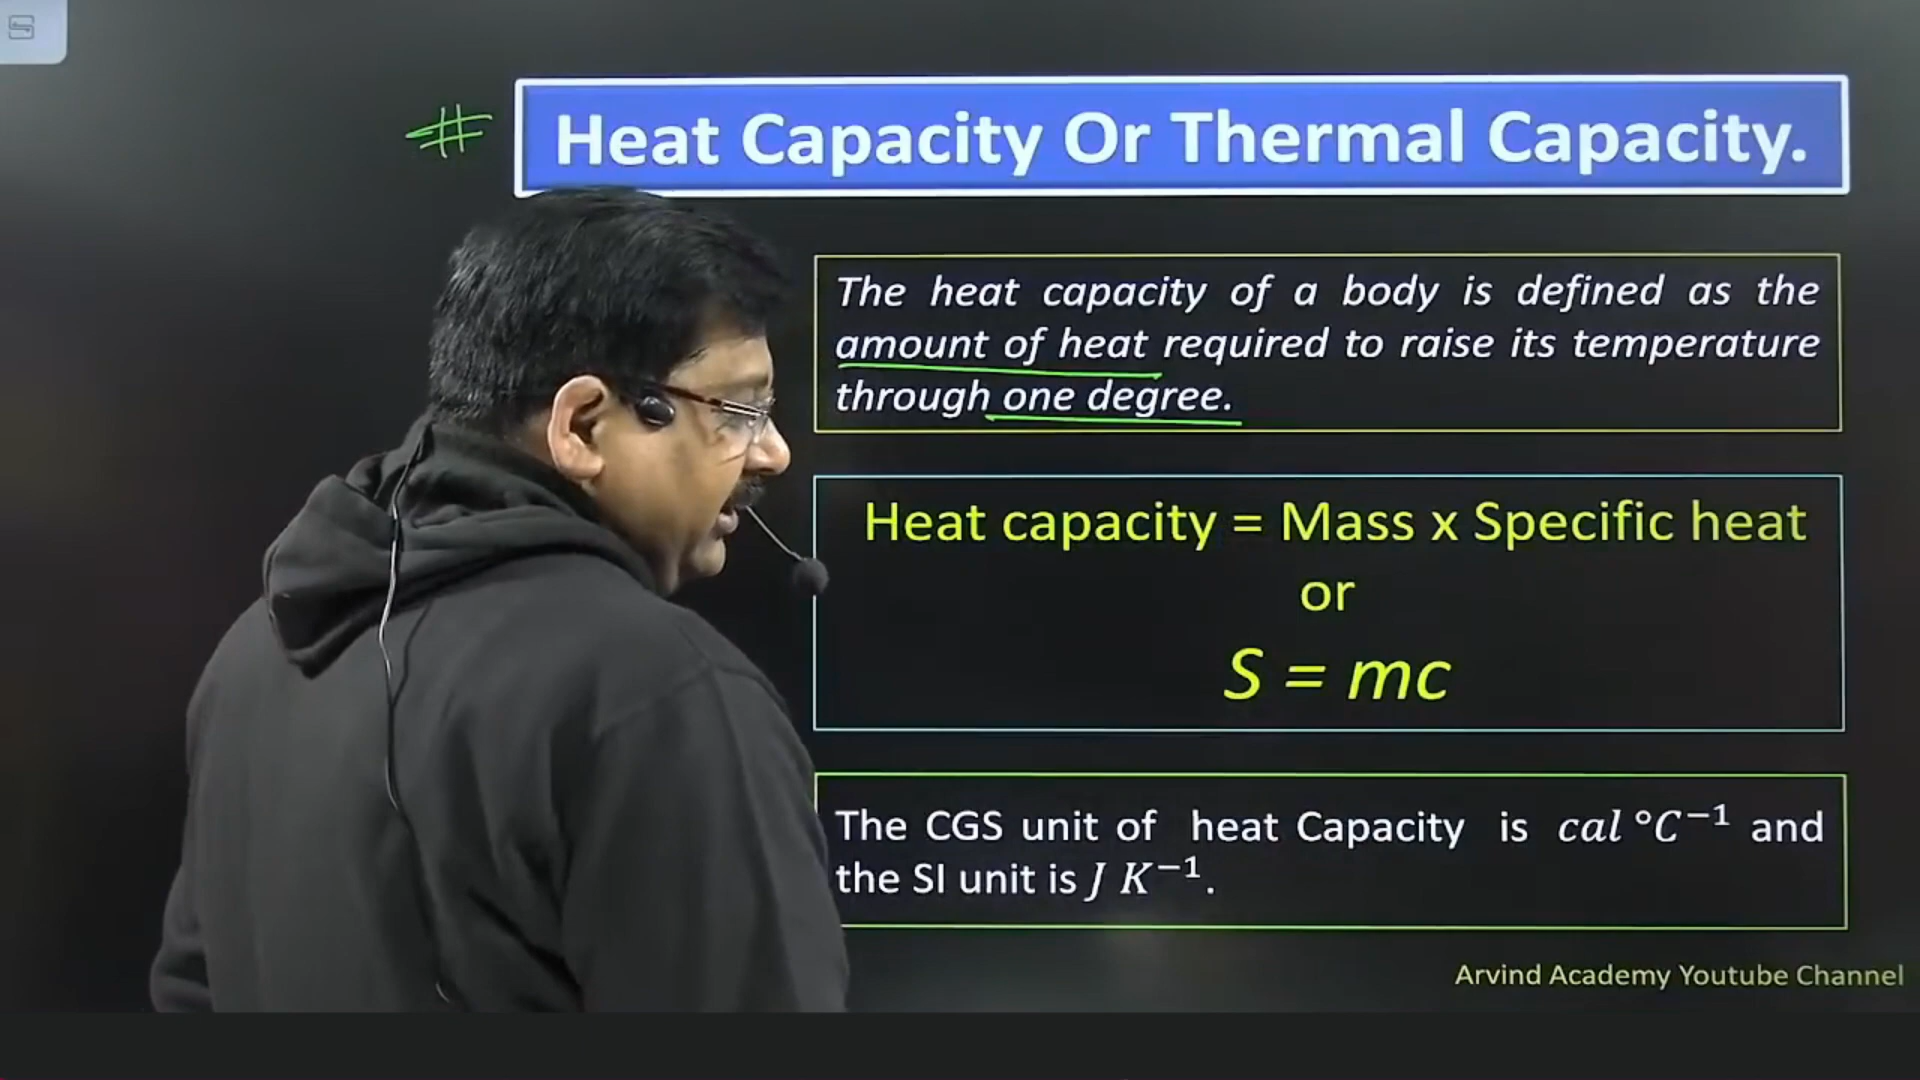 # Heat Capacity Or Thermal Capacity.
The heat capacity of a body is defined as the
amount of heat required to raise its temperature
through one degree.
Heat capacity = Mass x Specific heat
or
S = mc
The CGS unit of heat Capacity is cal °C⁻¹ and
the SI unit is J K⁻¹.
Arvind Academy Youtube Channel